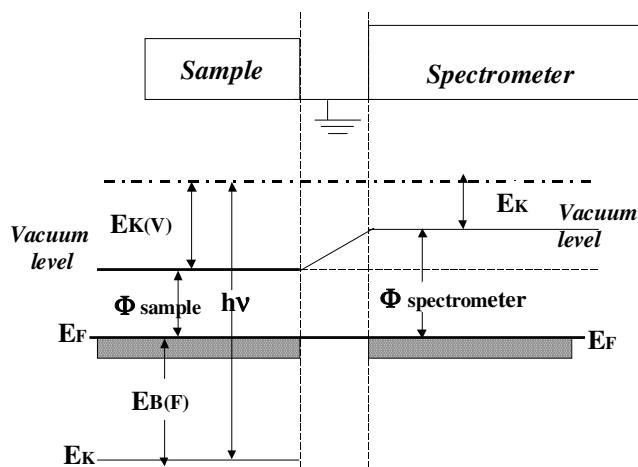 Sample
Spectrometer
EK(V)
EK
Vacuum
level
Vacuum
level
Φ sample
hν
Φ spectrometer
EF
EF
EB(F)
EK